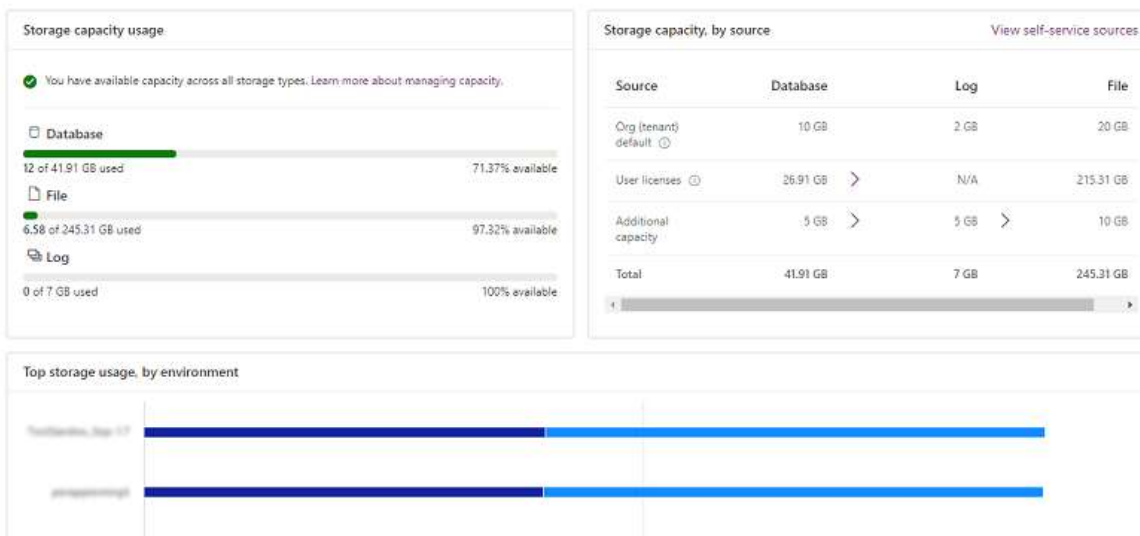 Storage capacity usage
You have available capacity across all storage types. Learn more about managing capacity.
Database
12 of 41.91 GB used 71.37% available
File
6.58 of 245.31 GB used 97.32% available
Log
0 of 7 GB used 100% available
Storage capacity, by source View self-service sources
Source Database Log File
Org (tenant) 10 GB 2 GB 20 GB
default
User licenses 26.91 GB N/A 215.31 GB
Additional 5 GB 5 GB 10 GB
capacity
Total 41.91 GB 7 GB 245.31 GB
Top storage usage, by environment